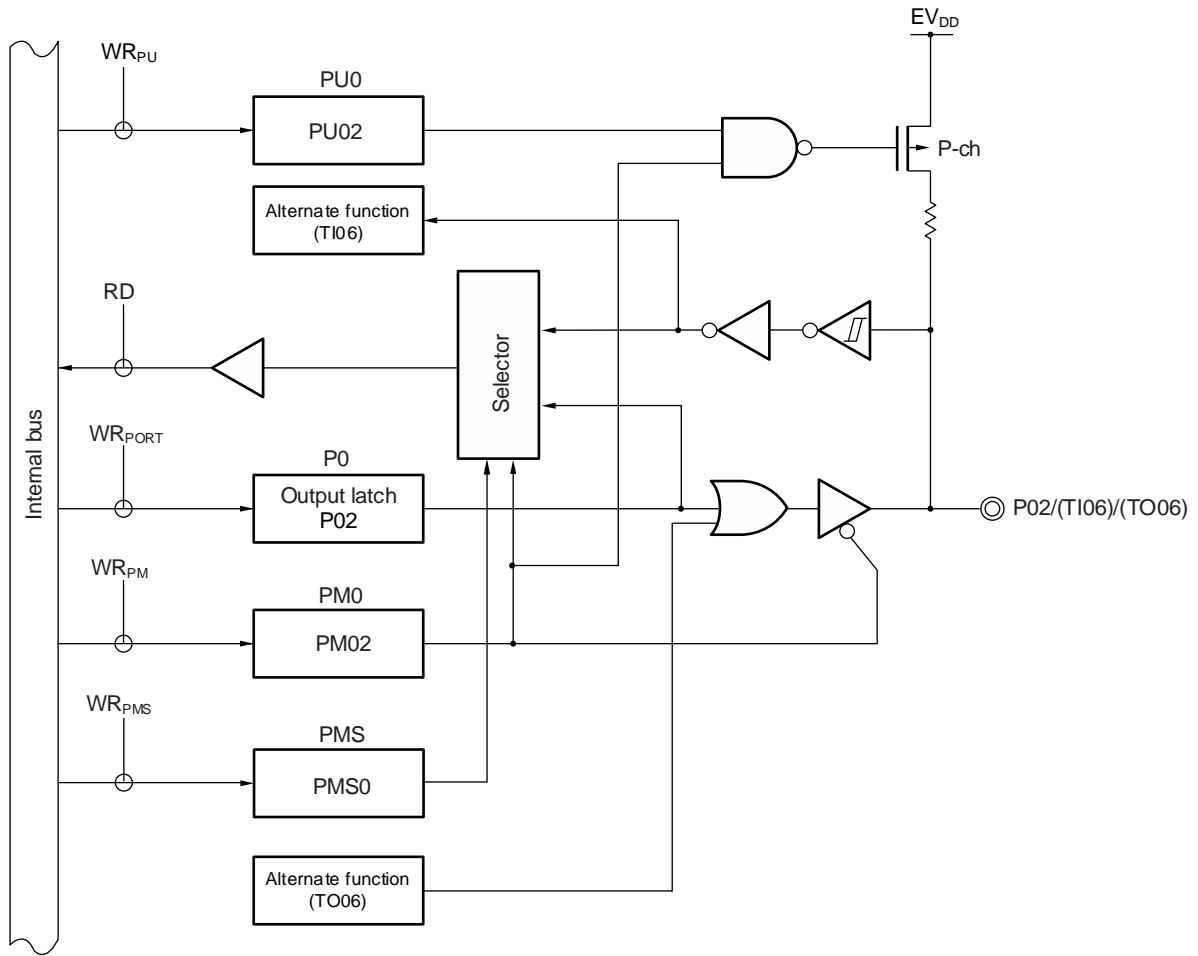 EVDD
WRPU
PU0
PU02
P-ch
Alternate function
(TI06)
RD
Selector
Internal bus
WRPORT
P0
Output latch
P02
P02/(TI06)/(TO06)
WRPM
PM0
PM02
WRPMS
PMS
PMS0
Alternate function
(TO06)